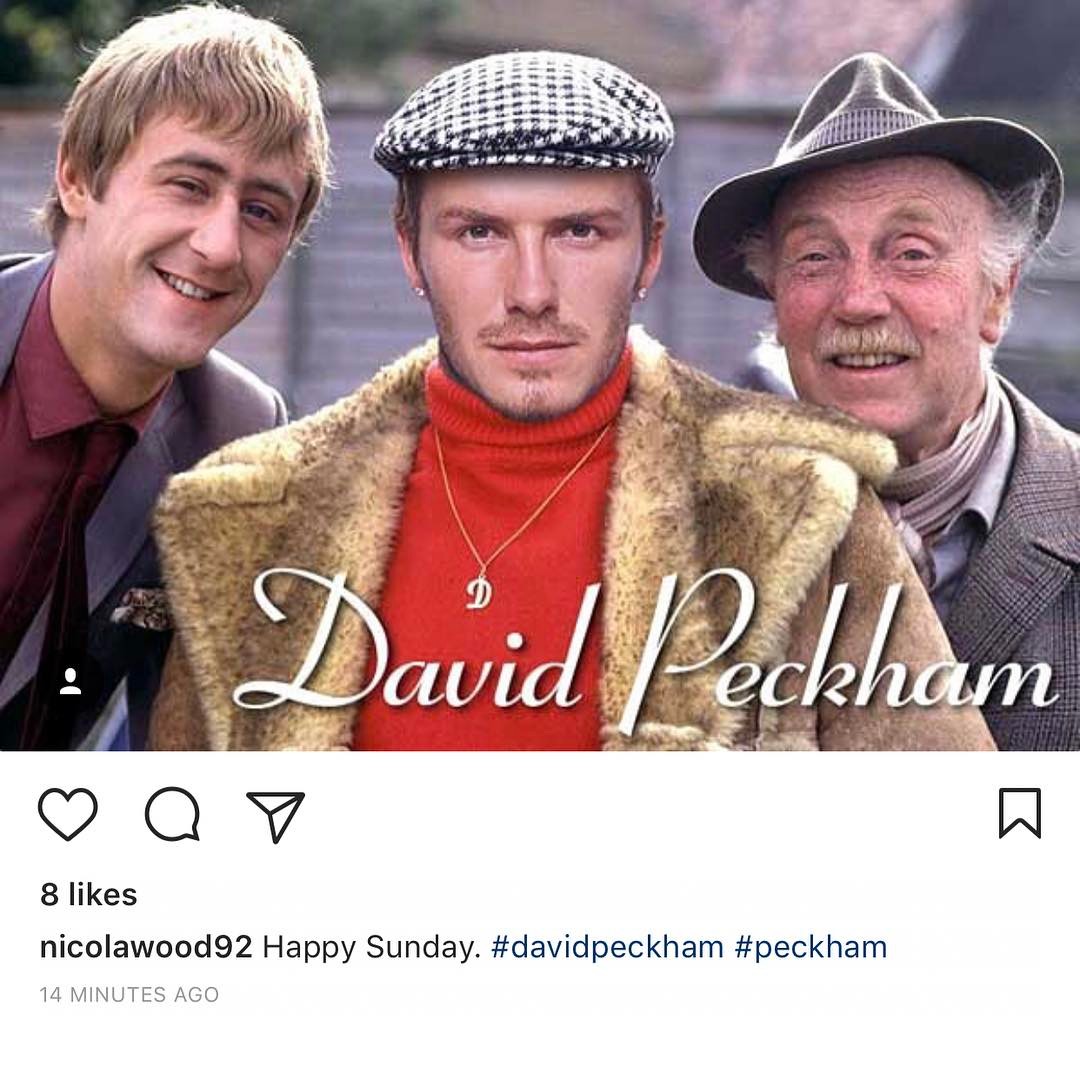 D
David Peckham
8 likes
nicolawood92 Happy Sunday. #davidpeckham #peckham
14 MINUTES AGO